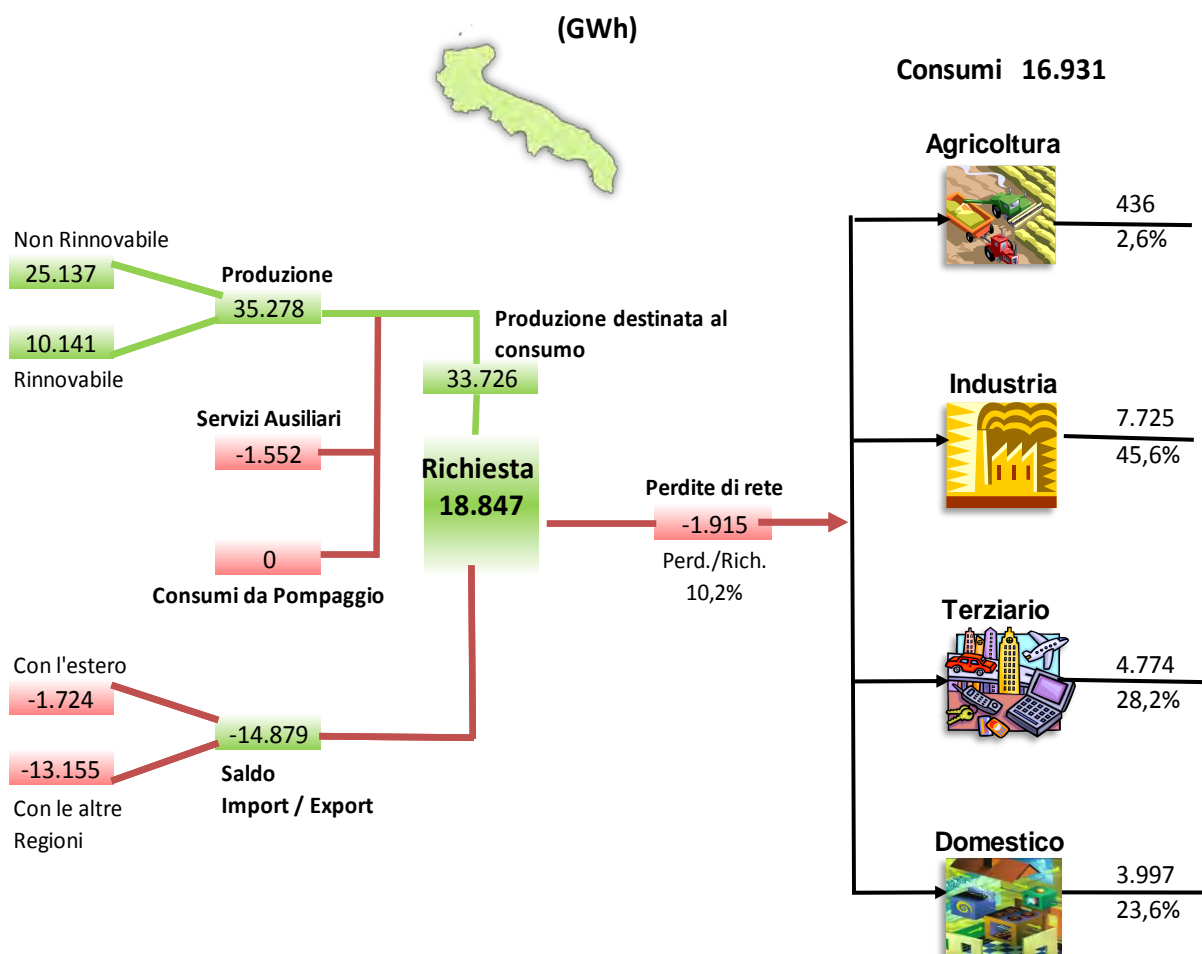 (GWh)
Consumi 16.931
Agricoltura
436
2,6%
Non Rinnovabile
25.137
Produzione
35.278
10.141
Rinnovabile
Produzione destinata al
consumo
33.726
Servizi Ausiliari
-1.552
Richiesta
18.847
0
Consumi da Pompaggio
Perdite di rete
-1.915
Perd./Rich.
10,2%
Industria
7.725
45,6%
Con l'estero
-1.724
-14.879
Saldo
Import / Export
-13.155
Con le altre
Regioni
Terziario
4.774
28,2%
Domestico
3.997
23,6%